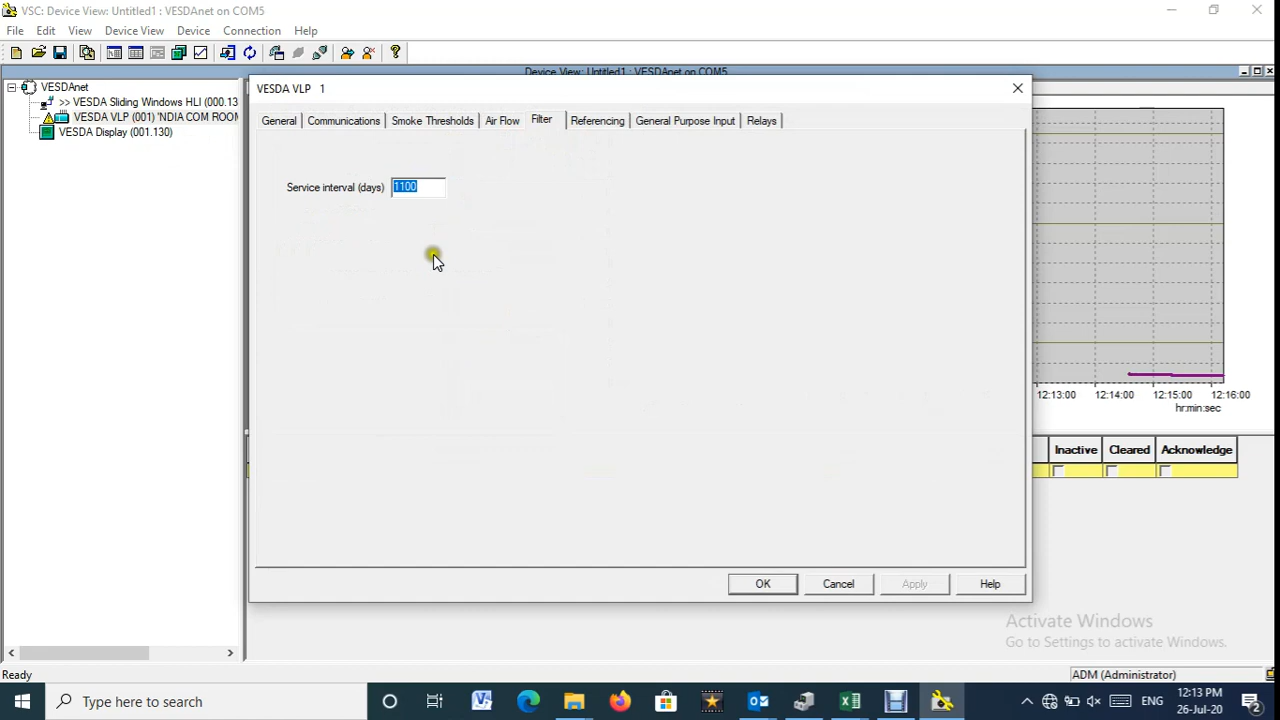 VSC: Device View: Untitled1 : VESDAnet on COM5
File Edit View Device View Device Connection Help
Device View: Untitled1 : VESDAnet on COM5
VESDAnet
>> VESDA Sliding Windows HLI (000.13
VESDA VLP (001) 'NDIA COM ROOM
VESDA Display (001.130)
VESDA VLP 1
General Communications Smoke Thresholds Air Flow Filter Referencing General Purpose Input Relays
Service interval (days) 1100
12:13:00 12:14:00 12:15:00 12:16:00
hr:min:sec
Inactive Cleared Acknowledge
OK Cancel Apply Help
Activate Windows
Go to Settings to activate Windows.
Ready
ADM (Administrator)
Type here to search
ENG
12:13 PM
26-Jul-20
2